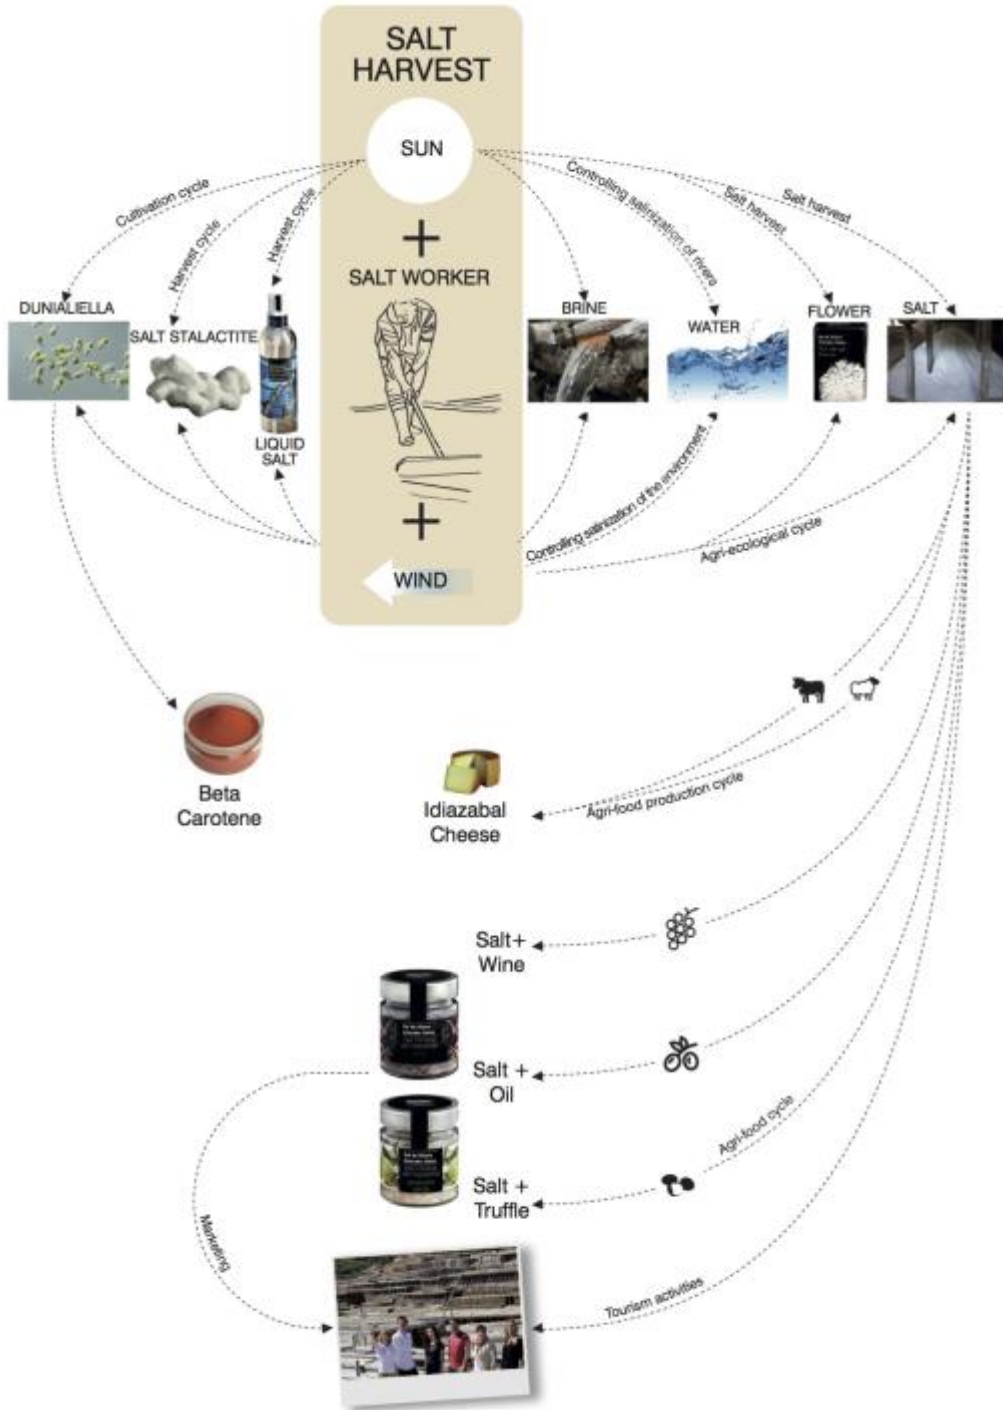 SALT
HARVEST
SUN
Cultivation cycle
Harvest cycle
Harvest cycle
Controlling salinization of rivers
Salt harvest
Salt harvest
SALT WORKER
DUNIALIELLA
SALT STALACTITE
LIQUID
SALT
BRINE
WATER
FLOWER
SALT
Controlling salinization of the environment
Agri-ecological cycle
WIND
Beta
Carotene
Idiazabal
Cheese
Agri-food production cycle
Salt+
Wine
Salt +
Oil
Agri-food cycle
Salt +
Truffle
Marketing
Tourism activities